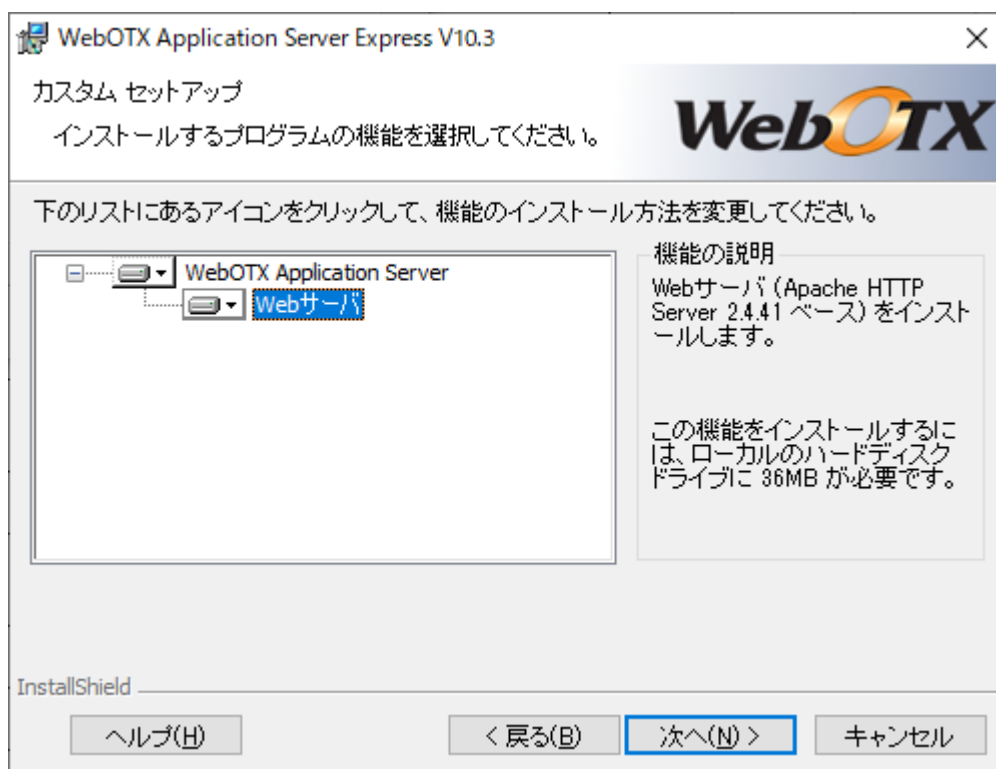 WebOTX Application Server Express V10.3
カスタム セットアップ
インストールするプログラムの機能を選択してください。
WebOTX
下のリストにあるアイコンをクリックして、機能のインストール方法を変更してください。
WebOTX Application Server
Webサーバ
機能の説明
Webサーバ (Apache HTTP
Server 2.4.41 ベース) をインスト
ールします。
この機能をインストールするに
は、ローカルのハードディスク
ドライブに 36MB が必要です。
InstallShield
ヘルプ(H)
< 戻る(B)
次へ(N) >
キャンセル